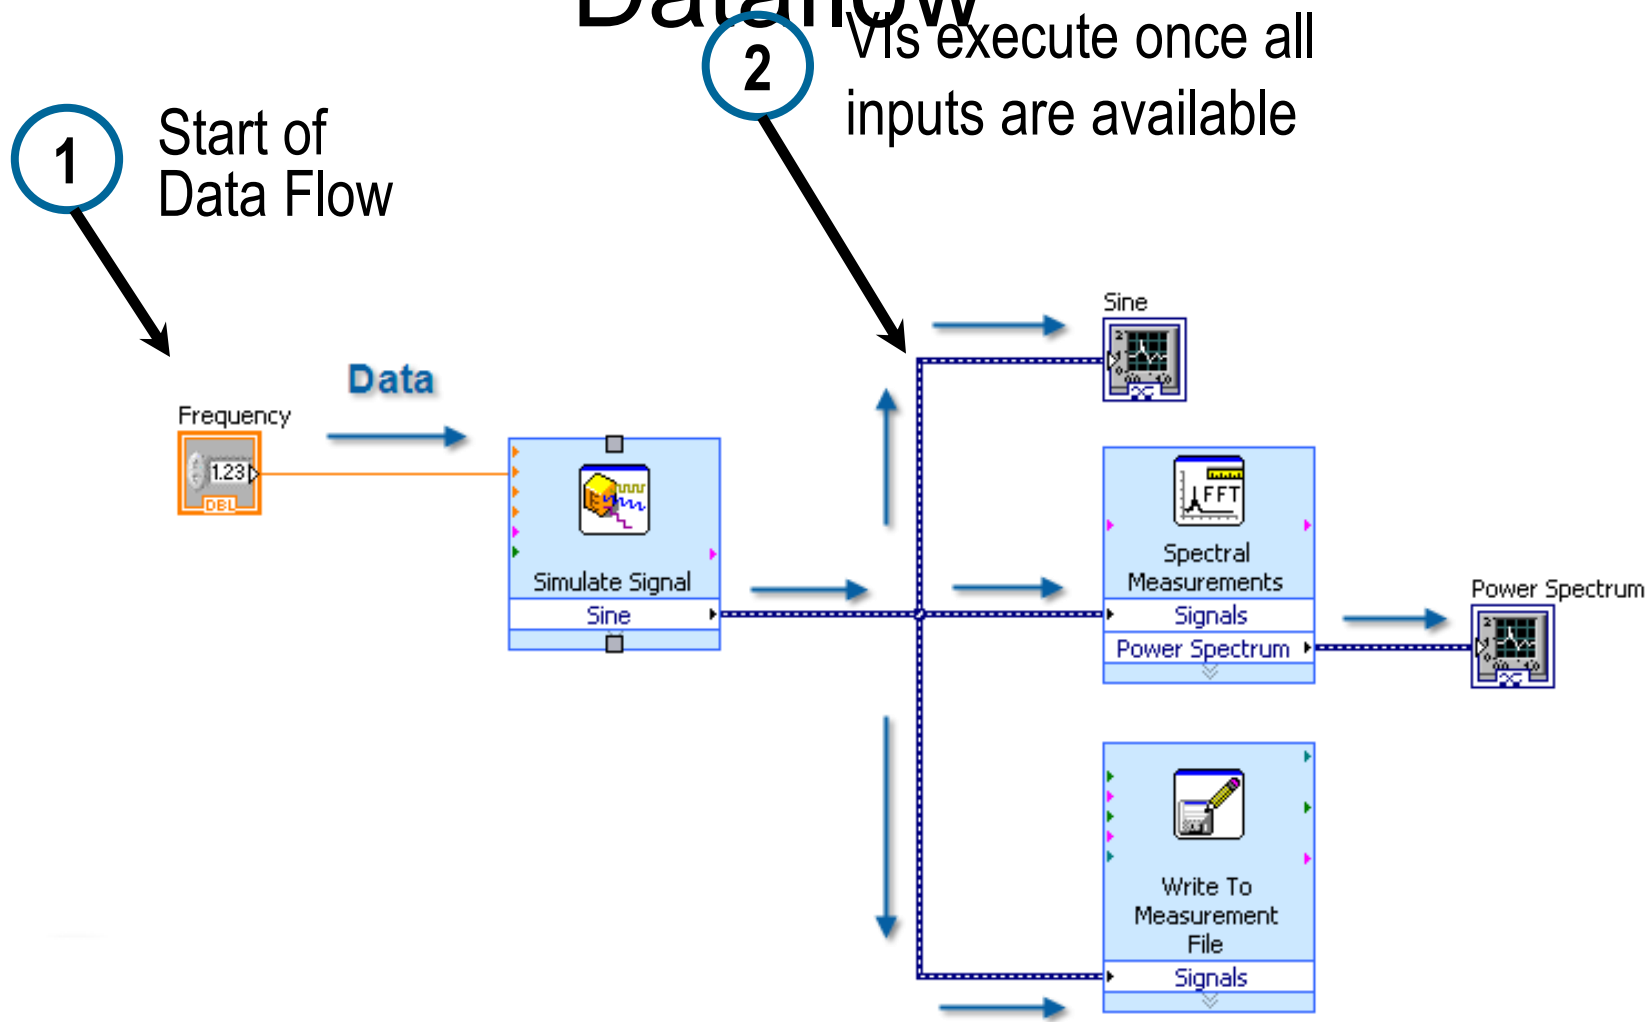 Dataflow
2
VIs execute once all
inputs are available
1
Start of
Data Flow
Sine
Data
Frequency
1.23
DBL
FFT
Spectral
Measurements
Signals
Power Spectrum
Simulate Signal
Sine
Power Spectrum
Write To
Measurement
File
Signals